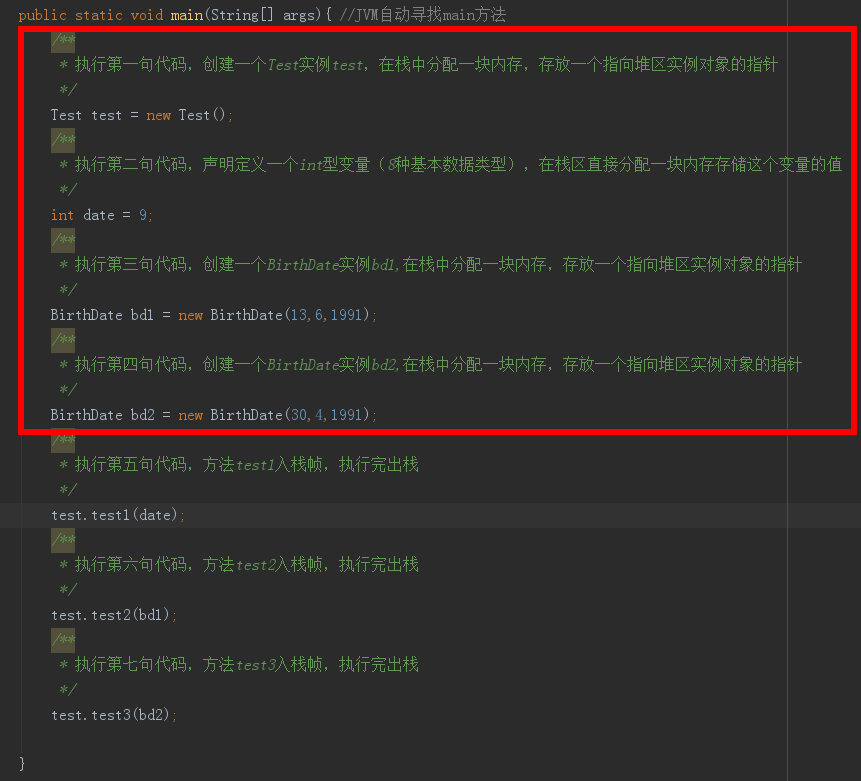 public static void main(String[] args){ //JVM自动寻找main方法
/**
* 执行第一句代码，创建一个Test实例test，在栈中分配一块内存，存放一个指向堆区实例对象的指针
*/
Test test = new Test();
/**
* 执行第二句代码，声明定义一个int型变量（8种基本数据类型），在栈区直接分配一块内存存储这个变量的值
*/
int date = 9;
/**
* 执行第三句代码，创建一个BirthDate实例bd1,在栈中分配一块内存，存放一个指向堆区实例对象的指针
*/
BirthDate bd1 = new BirthDate(13,6,1991);
/**
* 执行第四句代码，创建一个BirthDate实例bd2,在栈中分配一块内存，存放一个指向堆区实例对象的指针
*/
BirthDate bd2 = new BirthDate(30,4,1991);
/**
* 执行第五句代码，方法test1入栈帧，执行完出栈
*/
test.test1(date);
/**
* 执行第六句代码，方法test2入栈帧，执行完出栈
*/
test.test2(bd1);
/**
* 执行第七句代码，方法test3入栈帧，执行完出栈
*/
test.test3(bd2);
}